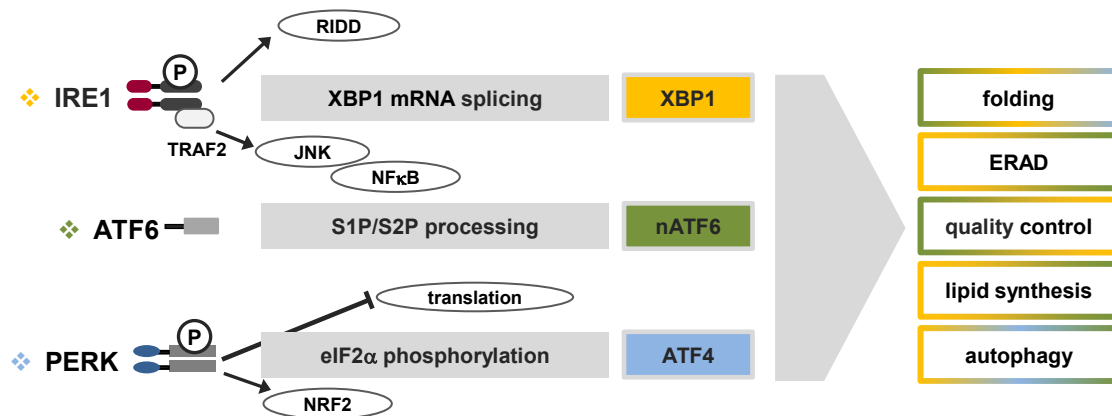 RIDD
P
IRE1
XBP1 mRNA splicing
XBP1
TRAF2
JNK
NFκB
ATF6
S1P/S2P processing
nATF6
translation
P
PERK
eIF2α phosphorylation
ATF4
NRF2
folding
ERAD
quality control
lipid synthesis
autophagy